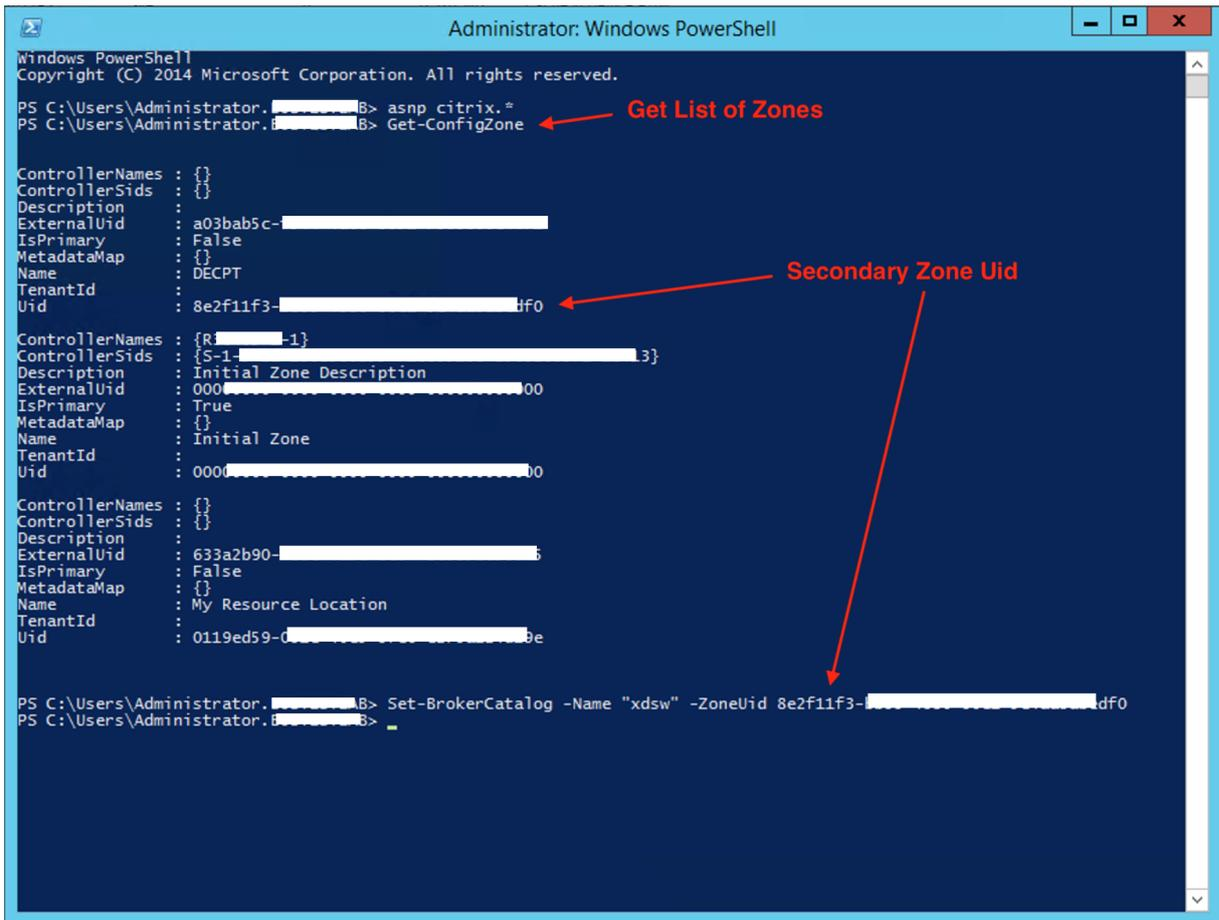 Administrator: Windows PowerShell
Windows PowerShell
Copyright (C) 2014 Microsoft Corporation. All rights reserved.
PS C:\Users\Administrator. B> asnp citrix.*
Get List of Zones
PS C:\Users\Administrator. B> Get-ConfigZone
ControllerNames : {}
ControllerSids : {}
Description :
ExternalUid : a03bab5c-
IsPrimary : False
MetadataMap : {}
Name : DECPT
Secondary Zone Uid
TenantId :
Uid : 8e2f11f3- df0
ControllerNames : {R -1}
ControllerSids : {S-1- 13}
Description : Initial Zone Description
ExternalUid : 000 00
IsPrimary : True
MetadataMap : {}
Name : Initial Zone
TenantId :
Uid : 000 00
ControllerNames : {}
ControllerSids : {}
Description :
ExternalUid : 633a2b90-
IsPrimary : False
MetadataMap : {}
Name : My Resource Location
TenantId :
Uid : 0119ed59- 9e
PS C:\Users\Administrator. B> Set-BrokerCatalog -Name "xdsw" -ZoneUid 8e2f11f3- edf0
PS C:\Users\Administrator. B>